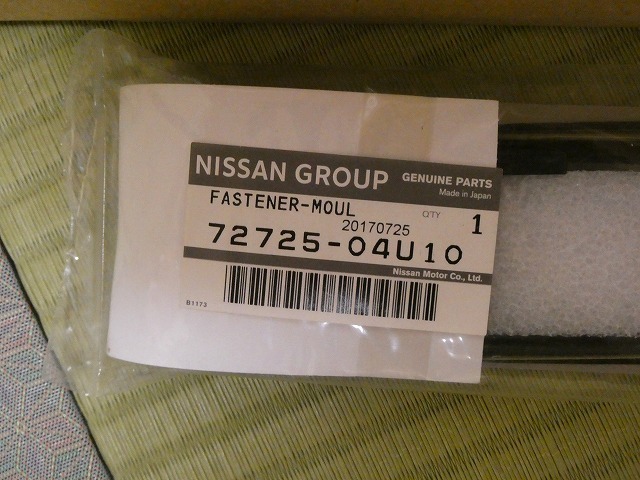 NISSAN GROUP GENUINE PARTS
Made in Japan
FASTENER-MOUL Q'TY 1
20170725
72725-04U10
Nissan Motor Co., Ltd.
B1173